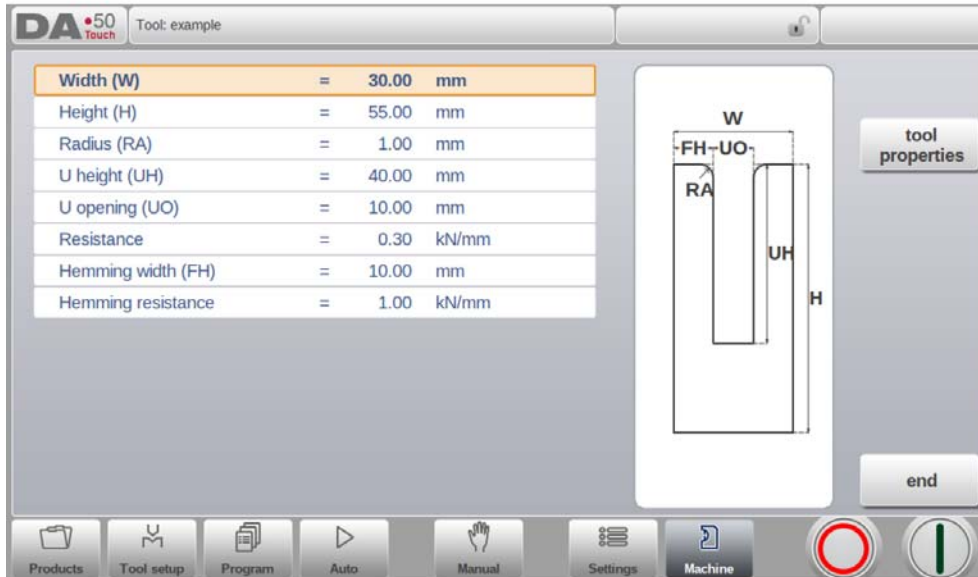 DA•50 Touch
Tool: example
Width (W) = 30.00 mm
Height (H) = 55.00 mm
Radius (RA) = 1.00 mm
U height (UH) = 40.00 mm
U opening (UO) = 10.00 mm
Resistance = 0.30 kN/mm
Hemming width (FH) = 10.00 mm
Hemming resistance = 1.00 kN/mm
W
FH UO
RA
UH
H
tool
properties
end
Products Tool setup Program Auto Manual Settings Machine